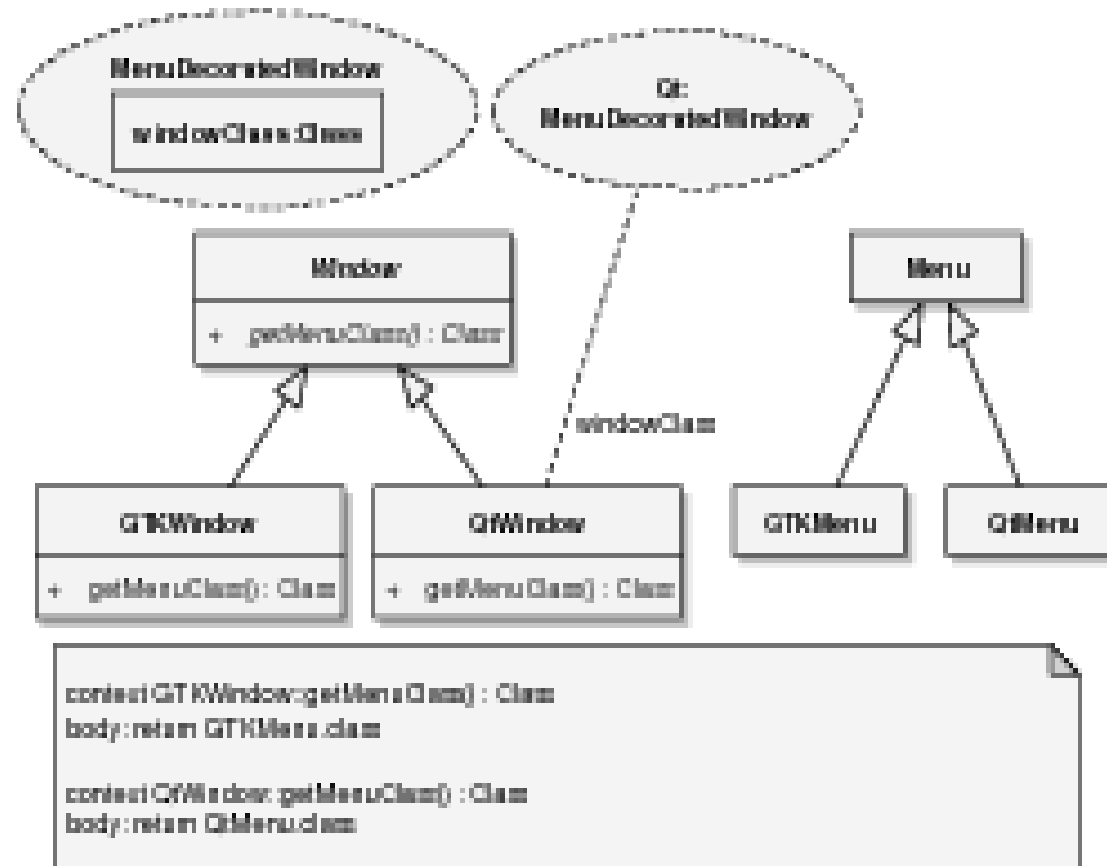 MenuDecoratedWindow
windowClass:Class
Qt:
MenuDecoratedWindow
Window
+ getMenuClass() : Class
Menu
windowClass
GTKWindow
+ getMenuClass() : Class
QtWindow
+ getMenuClass() : Class
GTKMenu
QtMenu
context GTKWindow::getMenuClass() : Class
body: return GTKMenu.class
context QtWindow::getMenuClass() : Class
body: return QtMenu.class